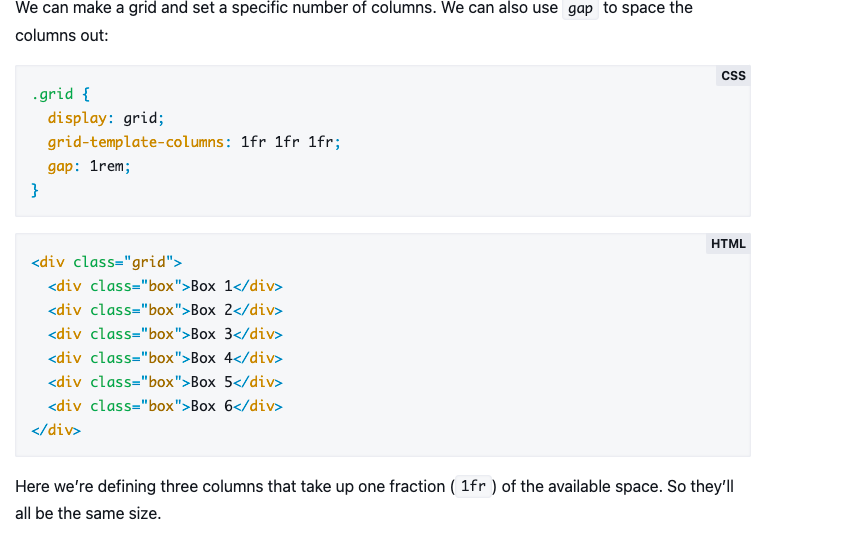 We can make a grid and set a specific number of columns. We can also use gap to space the
columns out:
CSS
.grid {
  display: grid;
  grid-template-columns: 1fr 1fr 1fr;
  gap: 1rem;
}
HTML
<div class="grid">
  <div class="box">Box 1</div>
  <div class="box">Box 2</div>
  <div class="box">Box 3</div>
  <div class="box">Box 4</div>
  <div class="box">Box 5</div>
  <div class="box">Box 6</div>
</div>
Here we’re defining three columns that take up one fraction ( 1fr ) of the available space. So they’ll
all be the same size.